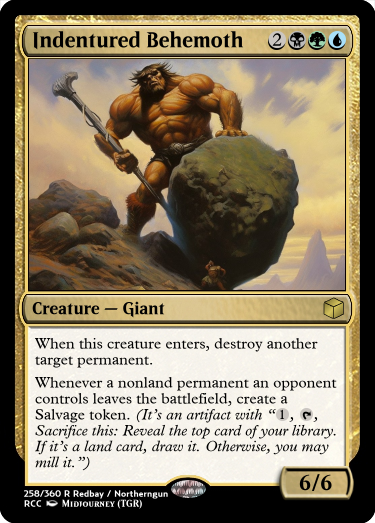 Indentured Behemoth 2
Creature — Giant
When this creature enters, destroy another
target permanent.
Whenever a nonland permanent an opponent
controls leaves the battlefield, create a
Salvage token. (It's an artifact with “1, ,
Sacrifice this: Reveal the top card of your library.
If it's a land card, draw it. Otherwise, you may
mill it.”)
6/6
258/360 R Redbay / Northerngun
RCC Midjourney (TGR)